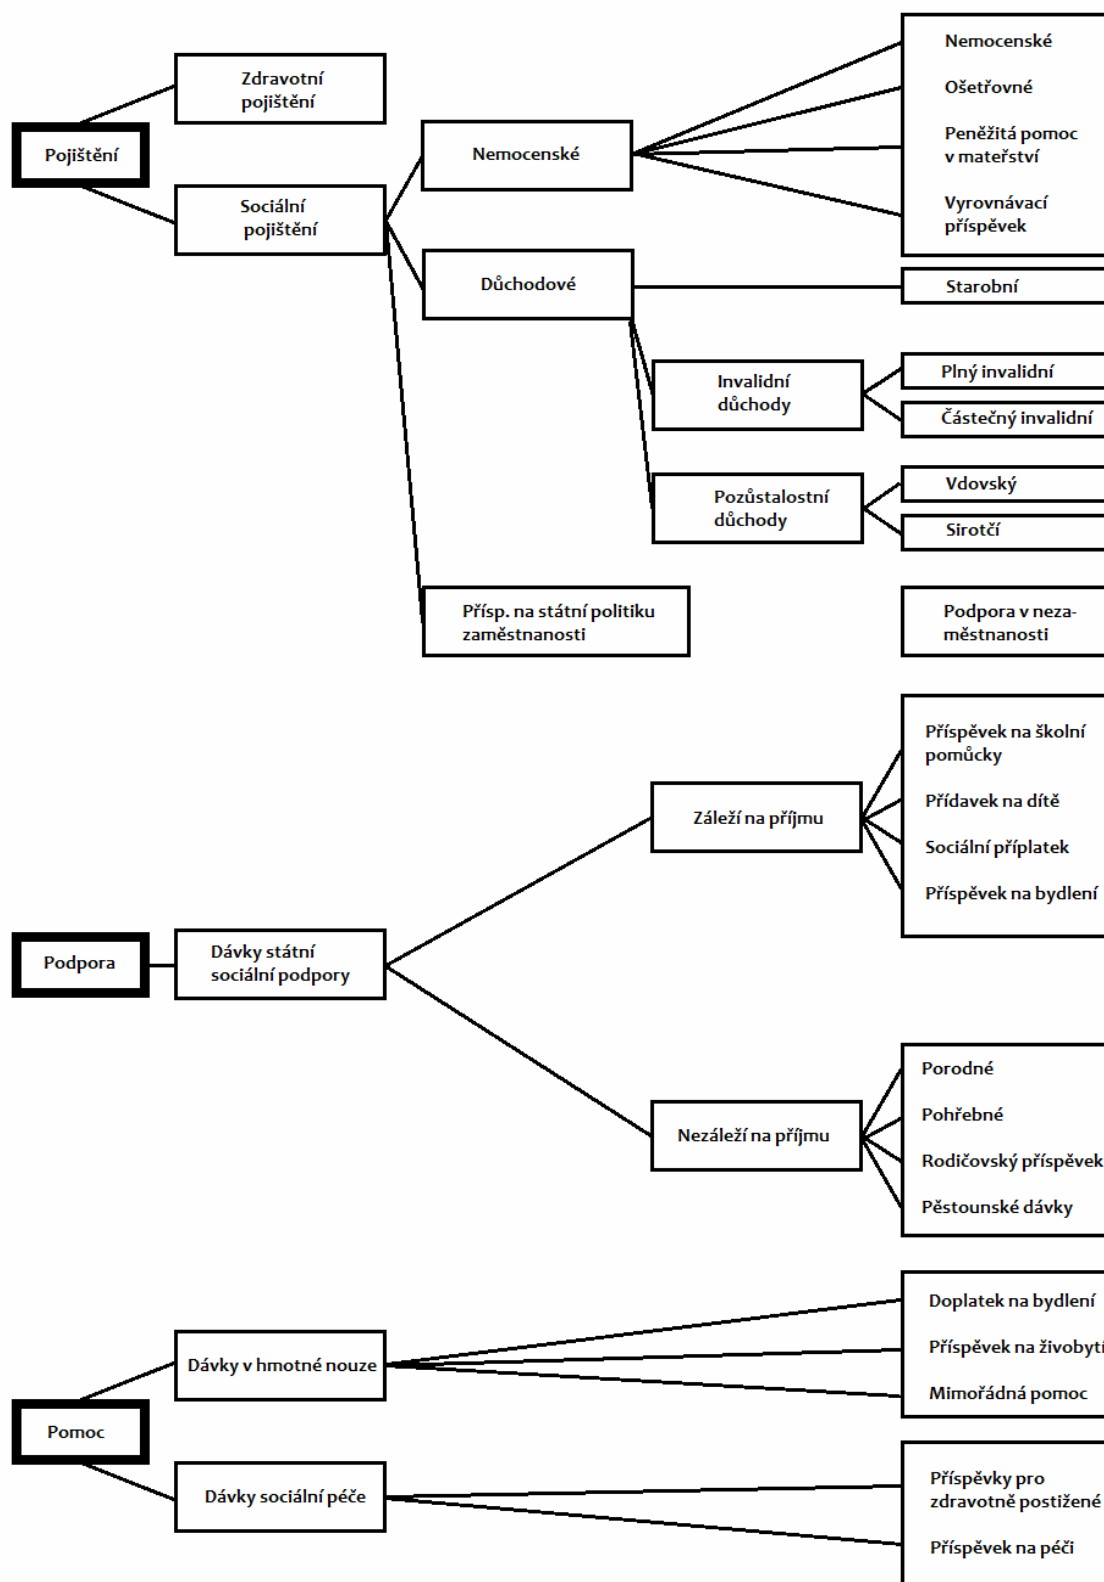 Pojištění
Zdravotní
pojištění
Sociální
pojištění
Nemocenské
Nemocenské
Ošetřovné
Peněžitá pomoc
v mateřství
Vyrovnávací
příspěvek
Důchodové
Starobní
Invalidní
důchody
Plný invalidní
Částečný invalidní
Pozůstalostní
důchody
Vdovský
Sirotčí
Přísp. na státní politiku
zaměstnanosti
Podpora v neza-
městnanosti
Podpora
Dávky státní
sociální podpory
Záleží na příjmu
Příspěvek na školní
pomůcky
Přídavek na dítě
Sociální příplatek
Příspěvek na bydlení
Nezáleží na příjmu
Porodné
Pohřebné
Rodičovský příspěvek
Pěstounské dávky
Pomoc
Dávky v hmotné nouze
Doplatek na bydlení
Příspěvek na živobytí
Mimořádná pomoc
Dávky sociální péče
Příspěvky pro
zdravotně postižené
Příspěvek na péči